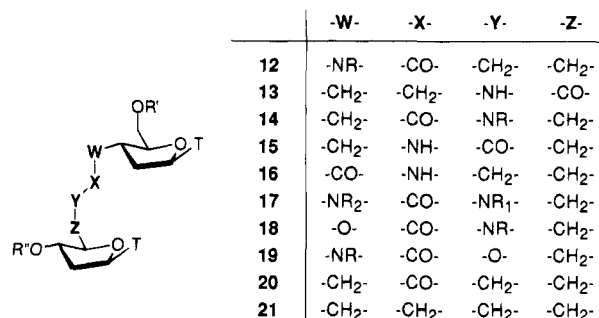 -W- -X- -Y- -Z-
12 -NR- -CO- -CH₂- -CH₂-
13 -CH₂- -CH₂- -NH- -CO-
14 -CH₂- -CO- -NR- -CH₂-
15 -CH₂- -NH- -CO- -CH₂-
16 -CO- -NH- -CH₂- -CH₂-
17 -NR₂- -CO- -NR₁- -CH₂-
18 -O- -CO- -NR- -CH₂-
19 -NR- -CO- -O- -CH₂-
20 -CH₂- -CO- -CH₂- -CH₂-
21 -CH₂- -CH₂- -CH₂- -CH₂-
OR'
W O T
X
Y
Z
R"O O T